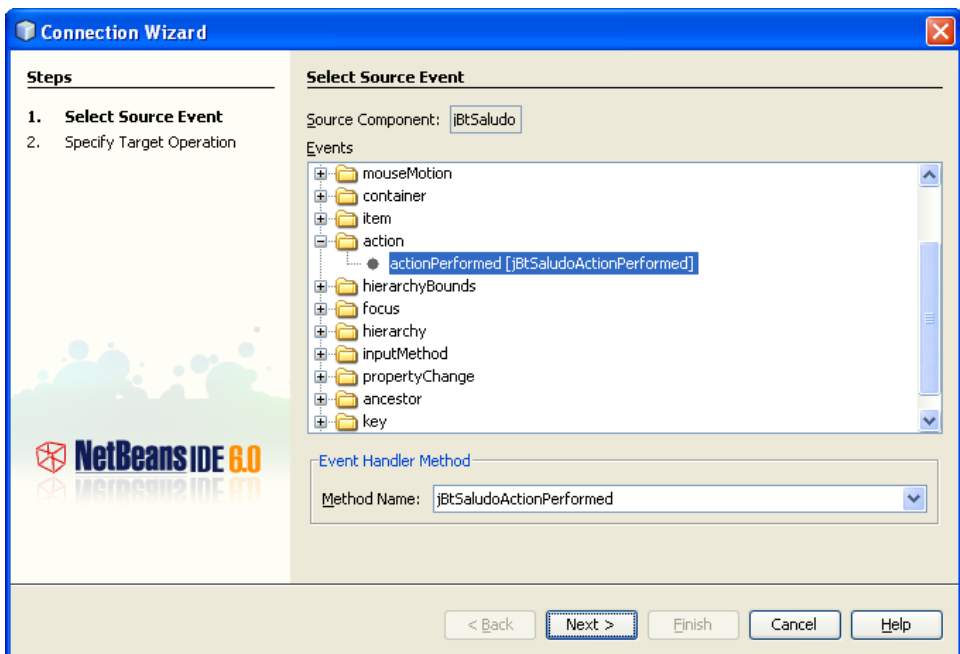 Connection Wizard
Steps
1. Select Source Event
2. Specify Target Operation
NetBeans IDE 6.0
Select Source Event
Source Component: jBtSaludo
Events
mouseMotion
container
item
action
actionPerformed [jBtSaludoActionPerformed]
hierarchyBounds
focus
hierarchy
inputMethod
propertyChange
ancestor
key
Event Handler Method
Method Name: jBtSaludoActionPerformed
< Back Next > Finish Cancel Help